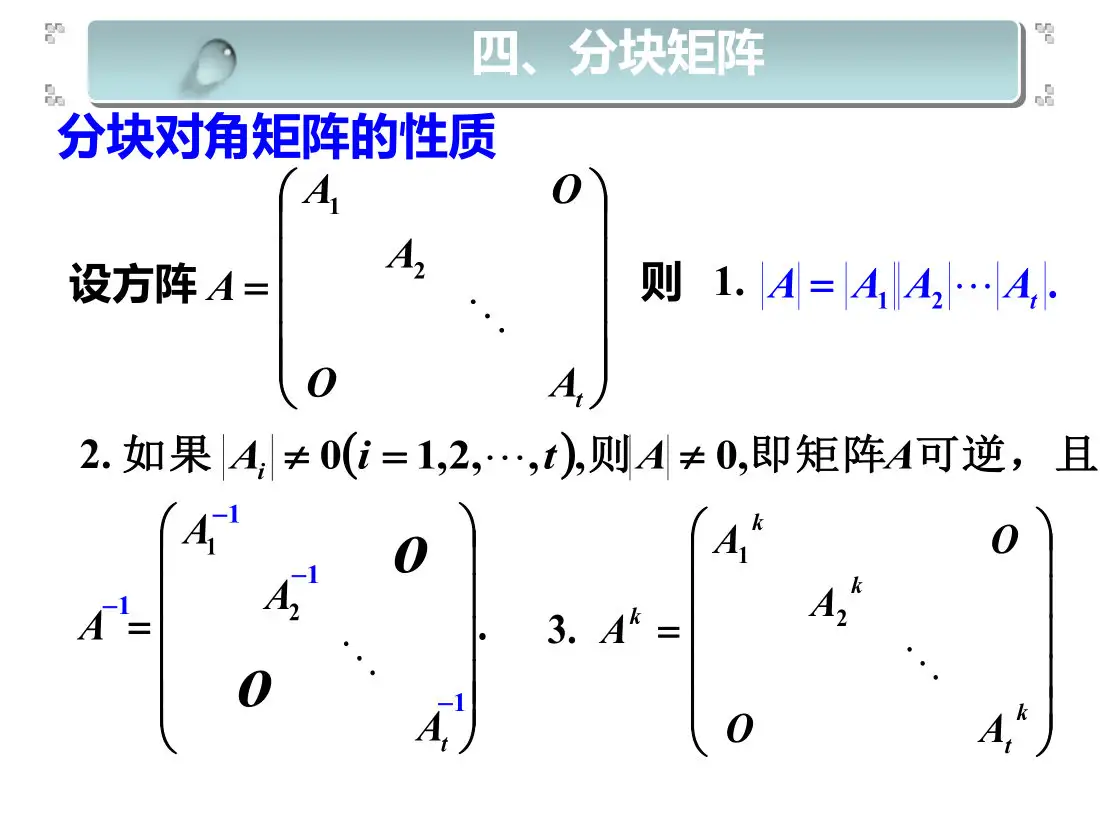 四、分块矩阵
分块对角矩阵的性质
设方阵 A = ( A₁ O
A₂
⋱
O Aₜ ) 则 1. |A| = |A₁||A₂|⋯|Aₜ|.
2. 如果 |Aᵢ| ≠ 0(i = 1,2,⋯, t),则|A| ≠ 0,即矩阵A可逆，且
A⁻¹= ( A₁⁻¹ O
A₂⁻¹
⋱
O Aₜ⁻¹ ).
3. Aᵏ = ( A₁ᵏ O
A₂ᵏ
⋱
O Aₜᵏ )